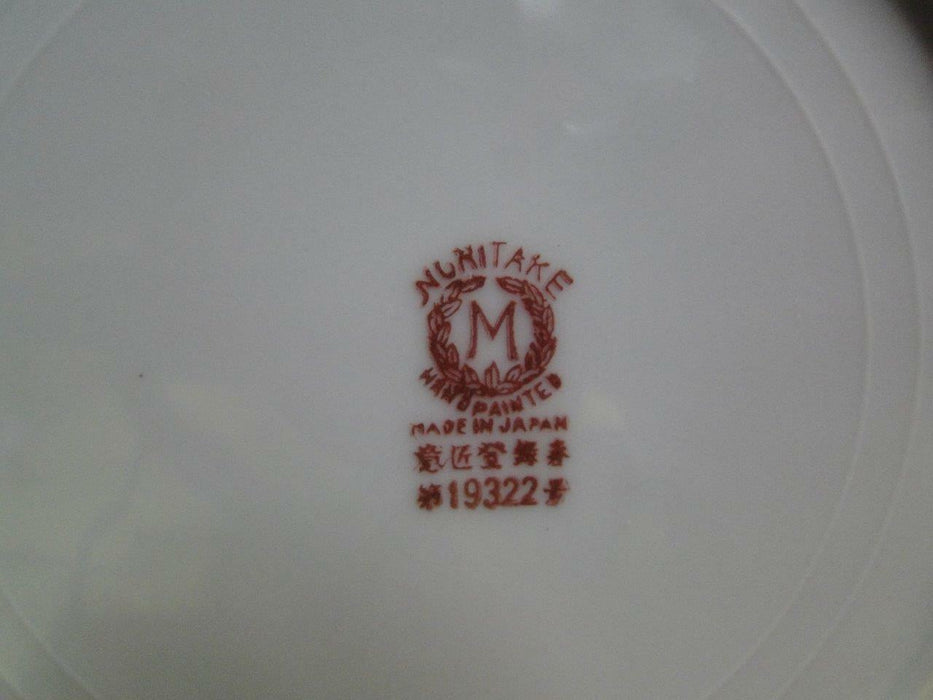 NORITAKE
M
HAND PAINTED
MADE IN JAPAN
意匠登録番
第19322号